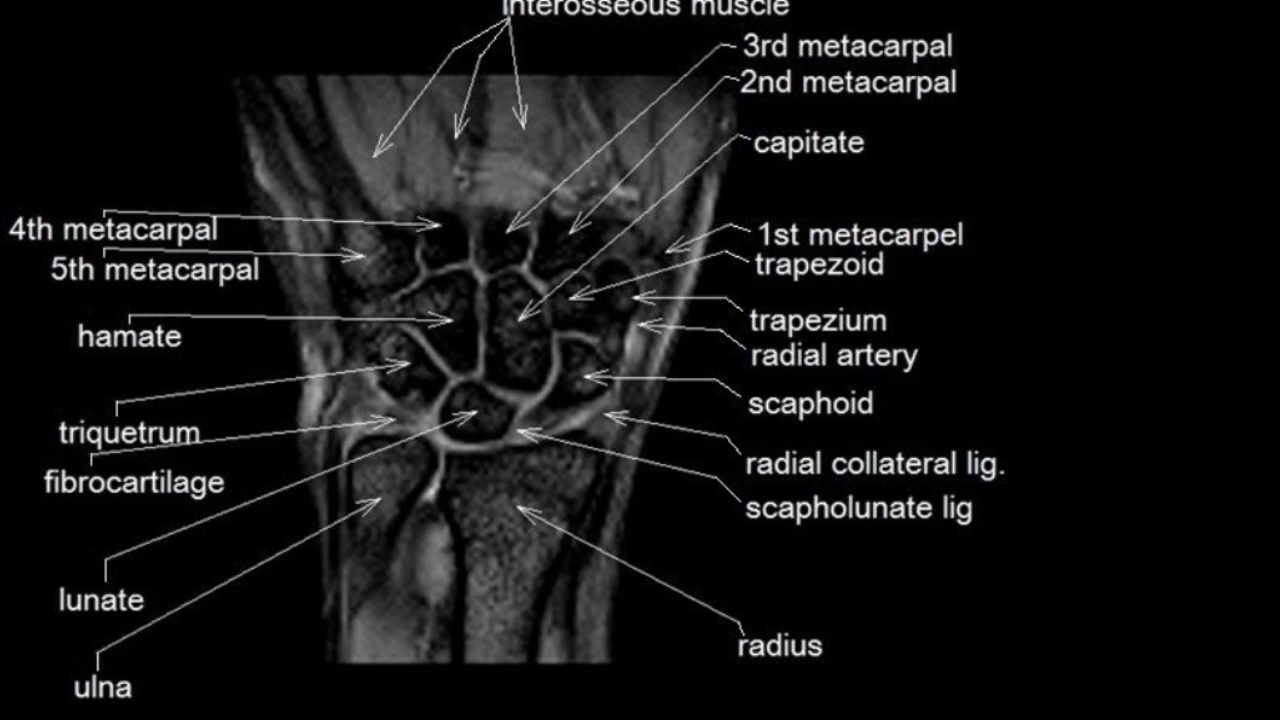 interosseous muscle
3rd metacarpal
2nd metacarpal
capitate
4th metacarpal
5th metacarpal
1st metacarpel
trapezoid
hamate
trapezium
radial artery
scaphoid
triquetrum
fibrocartilage
radial collateral lig.
scapholunate lig
lunate
radius
ulna